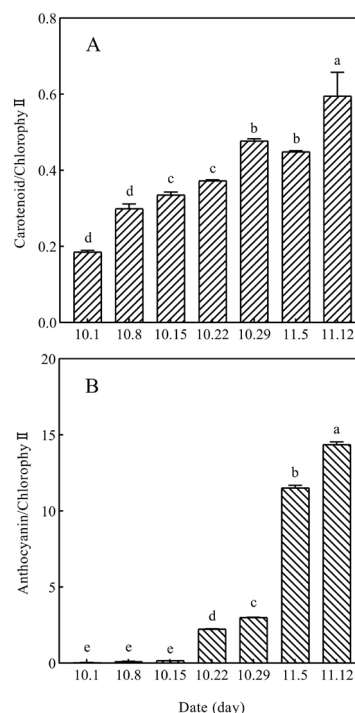 0.8
A
a
Carotenoid/Chlorophy II
0.6
b
b
0.4
c
c
d
d
0.2
0.0
10.1 10.8 10.15 10.22 10.29 11.5 11.12
20
B
a
Anthocyanin/Chlorophy II
15
b
10
5
d
c
e e e
0
10.1 10.8 10.15 10.22 10.29 11.5 11.12
Date (day)